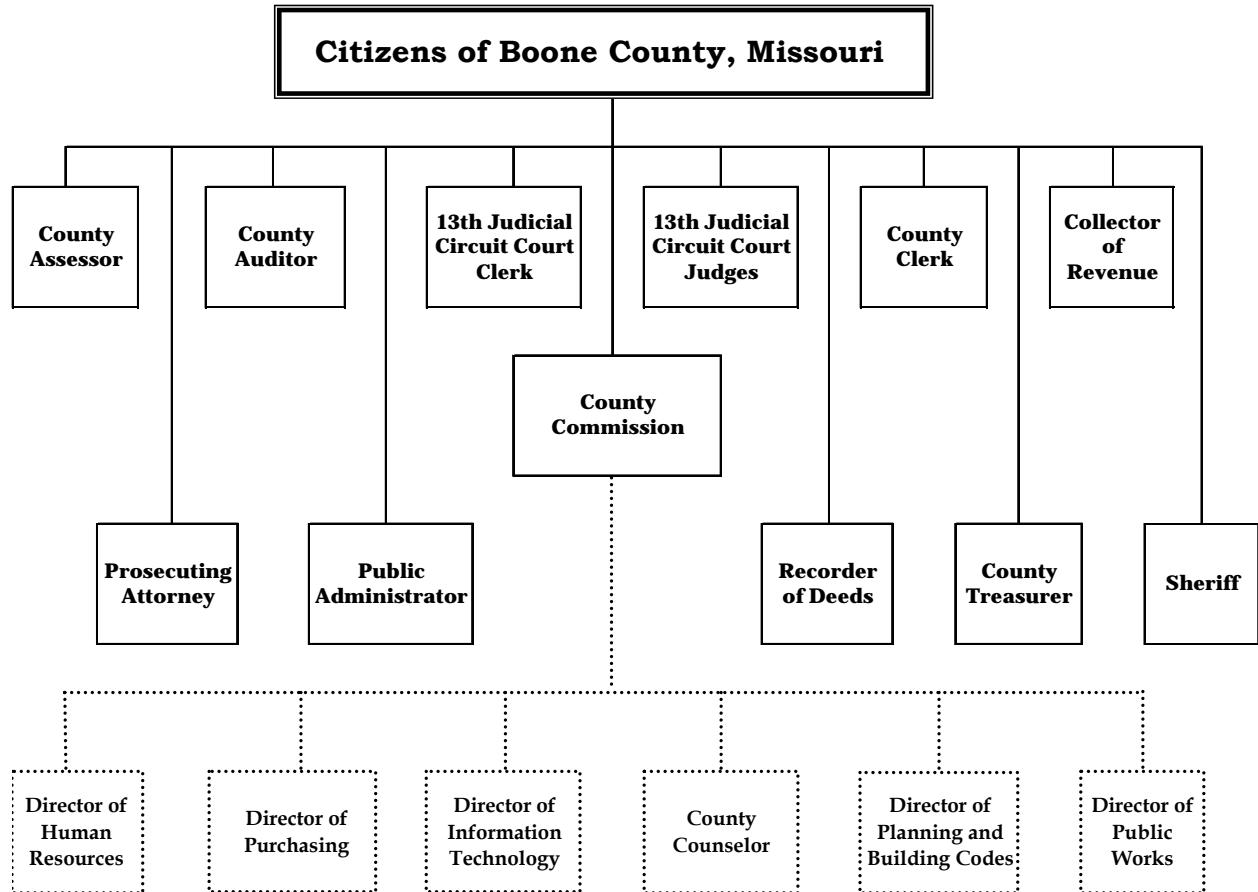 Citizens of Boone County, Missouri
County
Assessor
County
Auditor
13th Judicial
Circuit Court
Clerk
13th Judicial
Circuit Court
Judges
County
Clerk
Collector
of
Revenue
County
Commission
Prosecuting
Attorney
Public
Administrator
Recorder
of Deeds
County
Treasurer
Sheriff
Director of
Human
Resources
Director of
Purchasing
Director of
Information
Technology
County
Counselor
Director of
Planning and
Building Codes
Director of
Public
Works